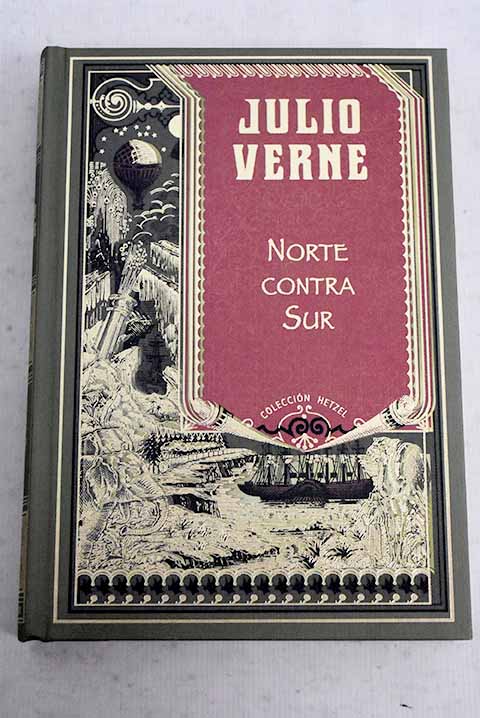 JULIO
VERNE
NORTE
CONTRA
SUR
COLECCIÓN HETZEL